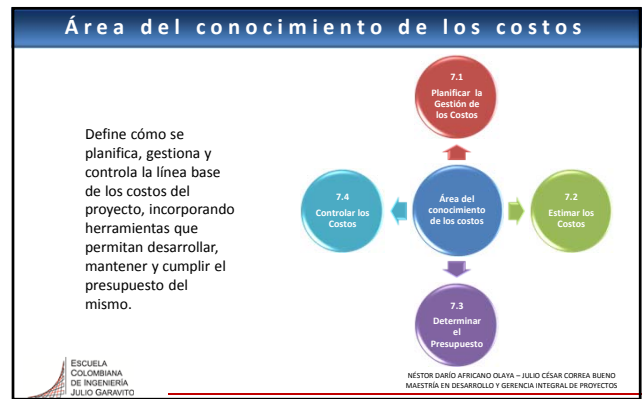 Área del conocimiento de los costos
Define cómo se
planifica, gestiona y
controla la línea base
de los costos del
proyecto, incorporando
herramientas que
permitan desarrollar,
mantener y cumplir el
presupuesto del
mismo.
7.1
Planificar la
Gestión de
los Costos
7.4
Controlar los
Costos
Área del
conocimiento
de los costos
7.2
Estimar los
Costos
7.3
Determinar
el
Presupuesto
ESCUELA
COLOMBIANA
DE INGENIERÍA
JULIO GARAVITO
NÉSTOR DARÍO AFRICANO OLAYA – JULIO CÉSAR CORREA BUENO
MAESTRÍA EN DESARROLLO Y GERENCIA INTEGRAL DE PROYECTOS